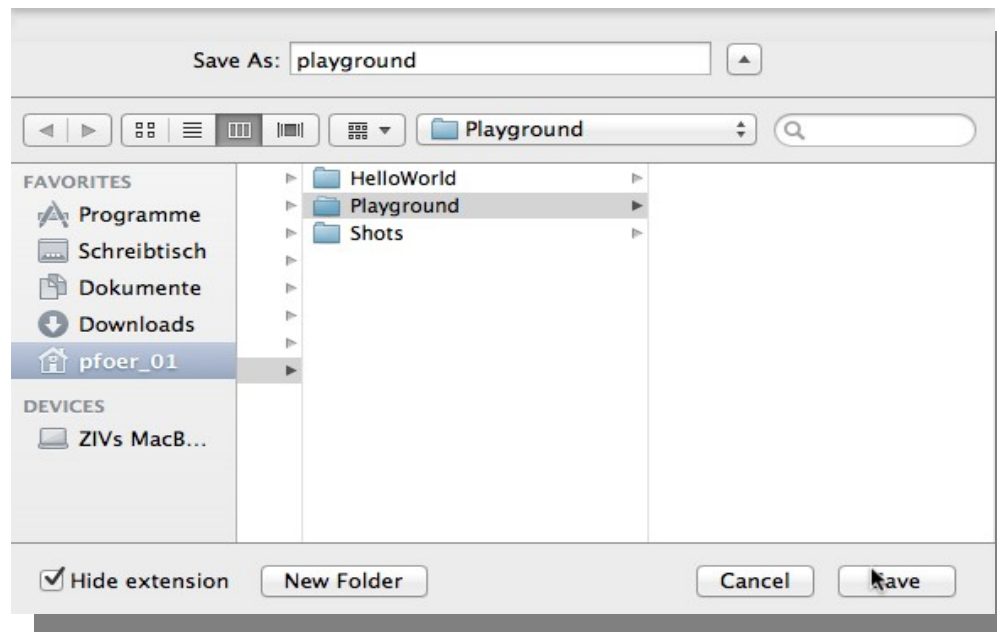 Save As: playground
Playground
FAVORITES
Programme
Schreibtisch
Dokumente
Downloads
pfoer_01
DEVICES
ZIVs MacB...
HelloWorld
Playground
Shots
Hide extension
New Folder
Cancel
Save